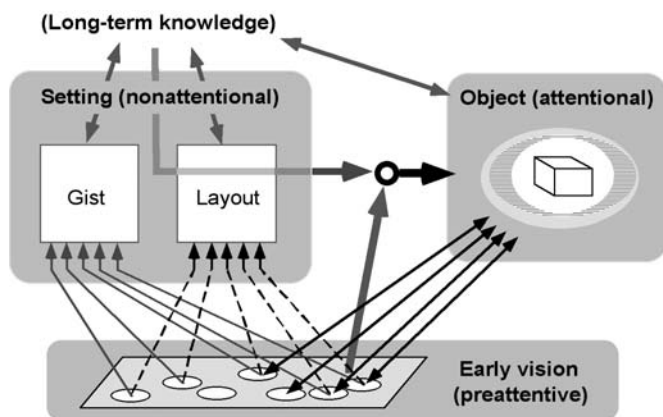 (Long-term knowledge)
Setting (nonattentional)
Object (attentional)
Gist
Layout
Early vision
(preattentive)